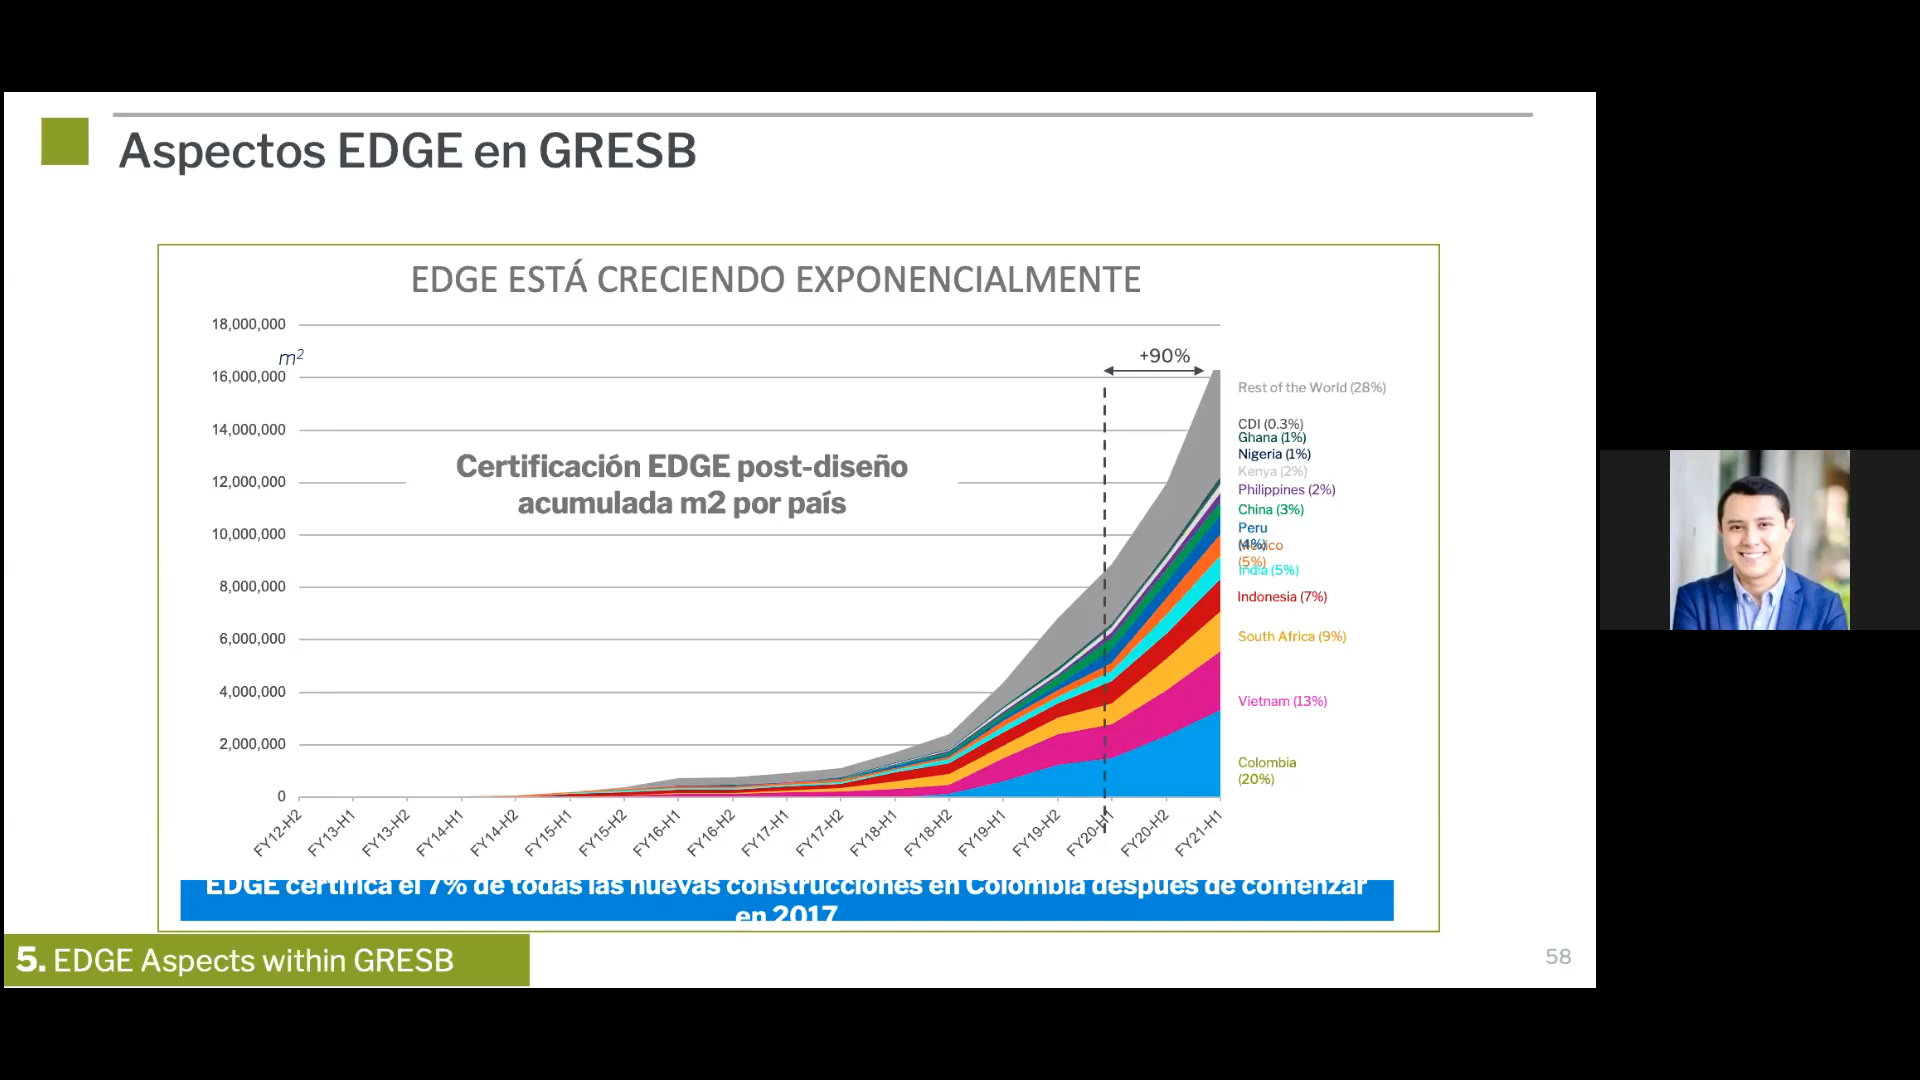 Aspectos EDGE en GRESB
EDGE ESTÁ CRECIENDO EXPONENCIALMENTE
18,000,000
m2
16,000,000
14,000,000
12,000,000
10,000,000
8,000,000
6,000,000
4,000,000
2,000,000
0
Certificación EDGE post-diseño
acumulada m2 por país
+90%
Rest of the World (28%)
CDI (0.3%)
Ghana (1%)
Nigeria (1%)
Kenya (2%)
Philippines (2%)
China (3%)
Peru
(4%)
Mexico
(5%)
India (5%)
Indonesia (7%)
South Africa (9%)
Vietnam (13%)
Colombia
(20%)
FY12-H2
FY13-H1
FY13-H2
FY14-H1
FY14-H2
FY15-H1
FY15-H2
FY16-H1
FY16-H2
FY17-H1
FY17-H2
FY18-H1
FY18-H2
FY19-H1
FY19-H2
FY20-H1
FY20-H2
FY21-H1
EDGE certifica el 7% de todas las nuevas construcciones en Colombia después de comenzar
en 2017
5. EDGE Aspects within GRESB
58